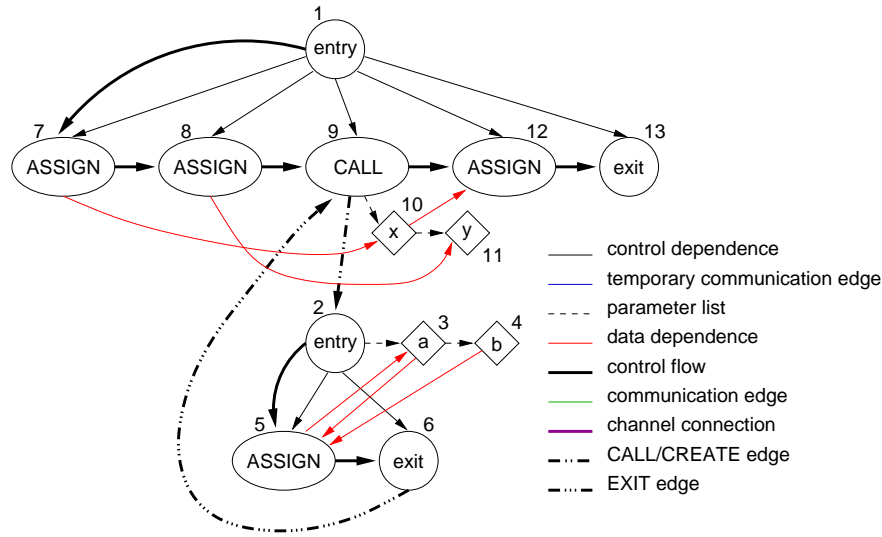 1
entry
7
8
9
12
13
ASSIGN
ASSIGN
CALL
ASSIGN
exit
10
x
y
11
control dependence
temporary communication edge
parameter list
data dependence
control flow
communication edge
channel connection
CALL/CREATE edge
EXIT edge
2
3
4
entry
a
b
5
6
ASSIGN
exit